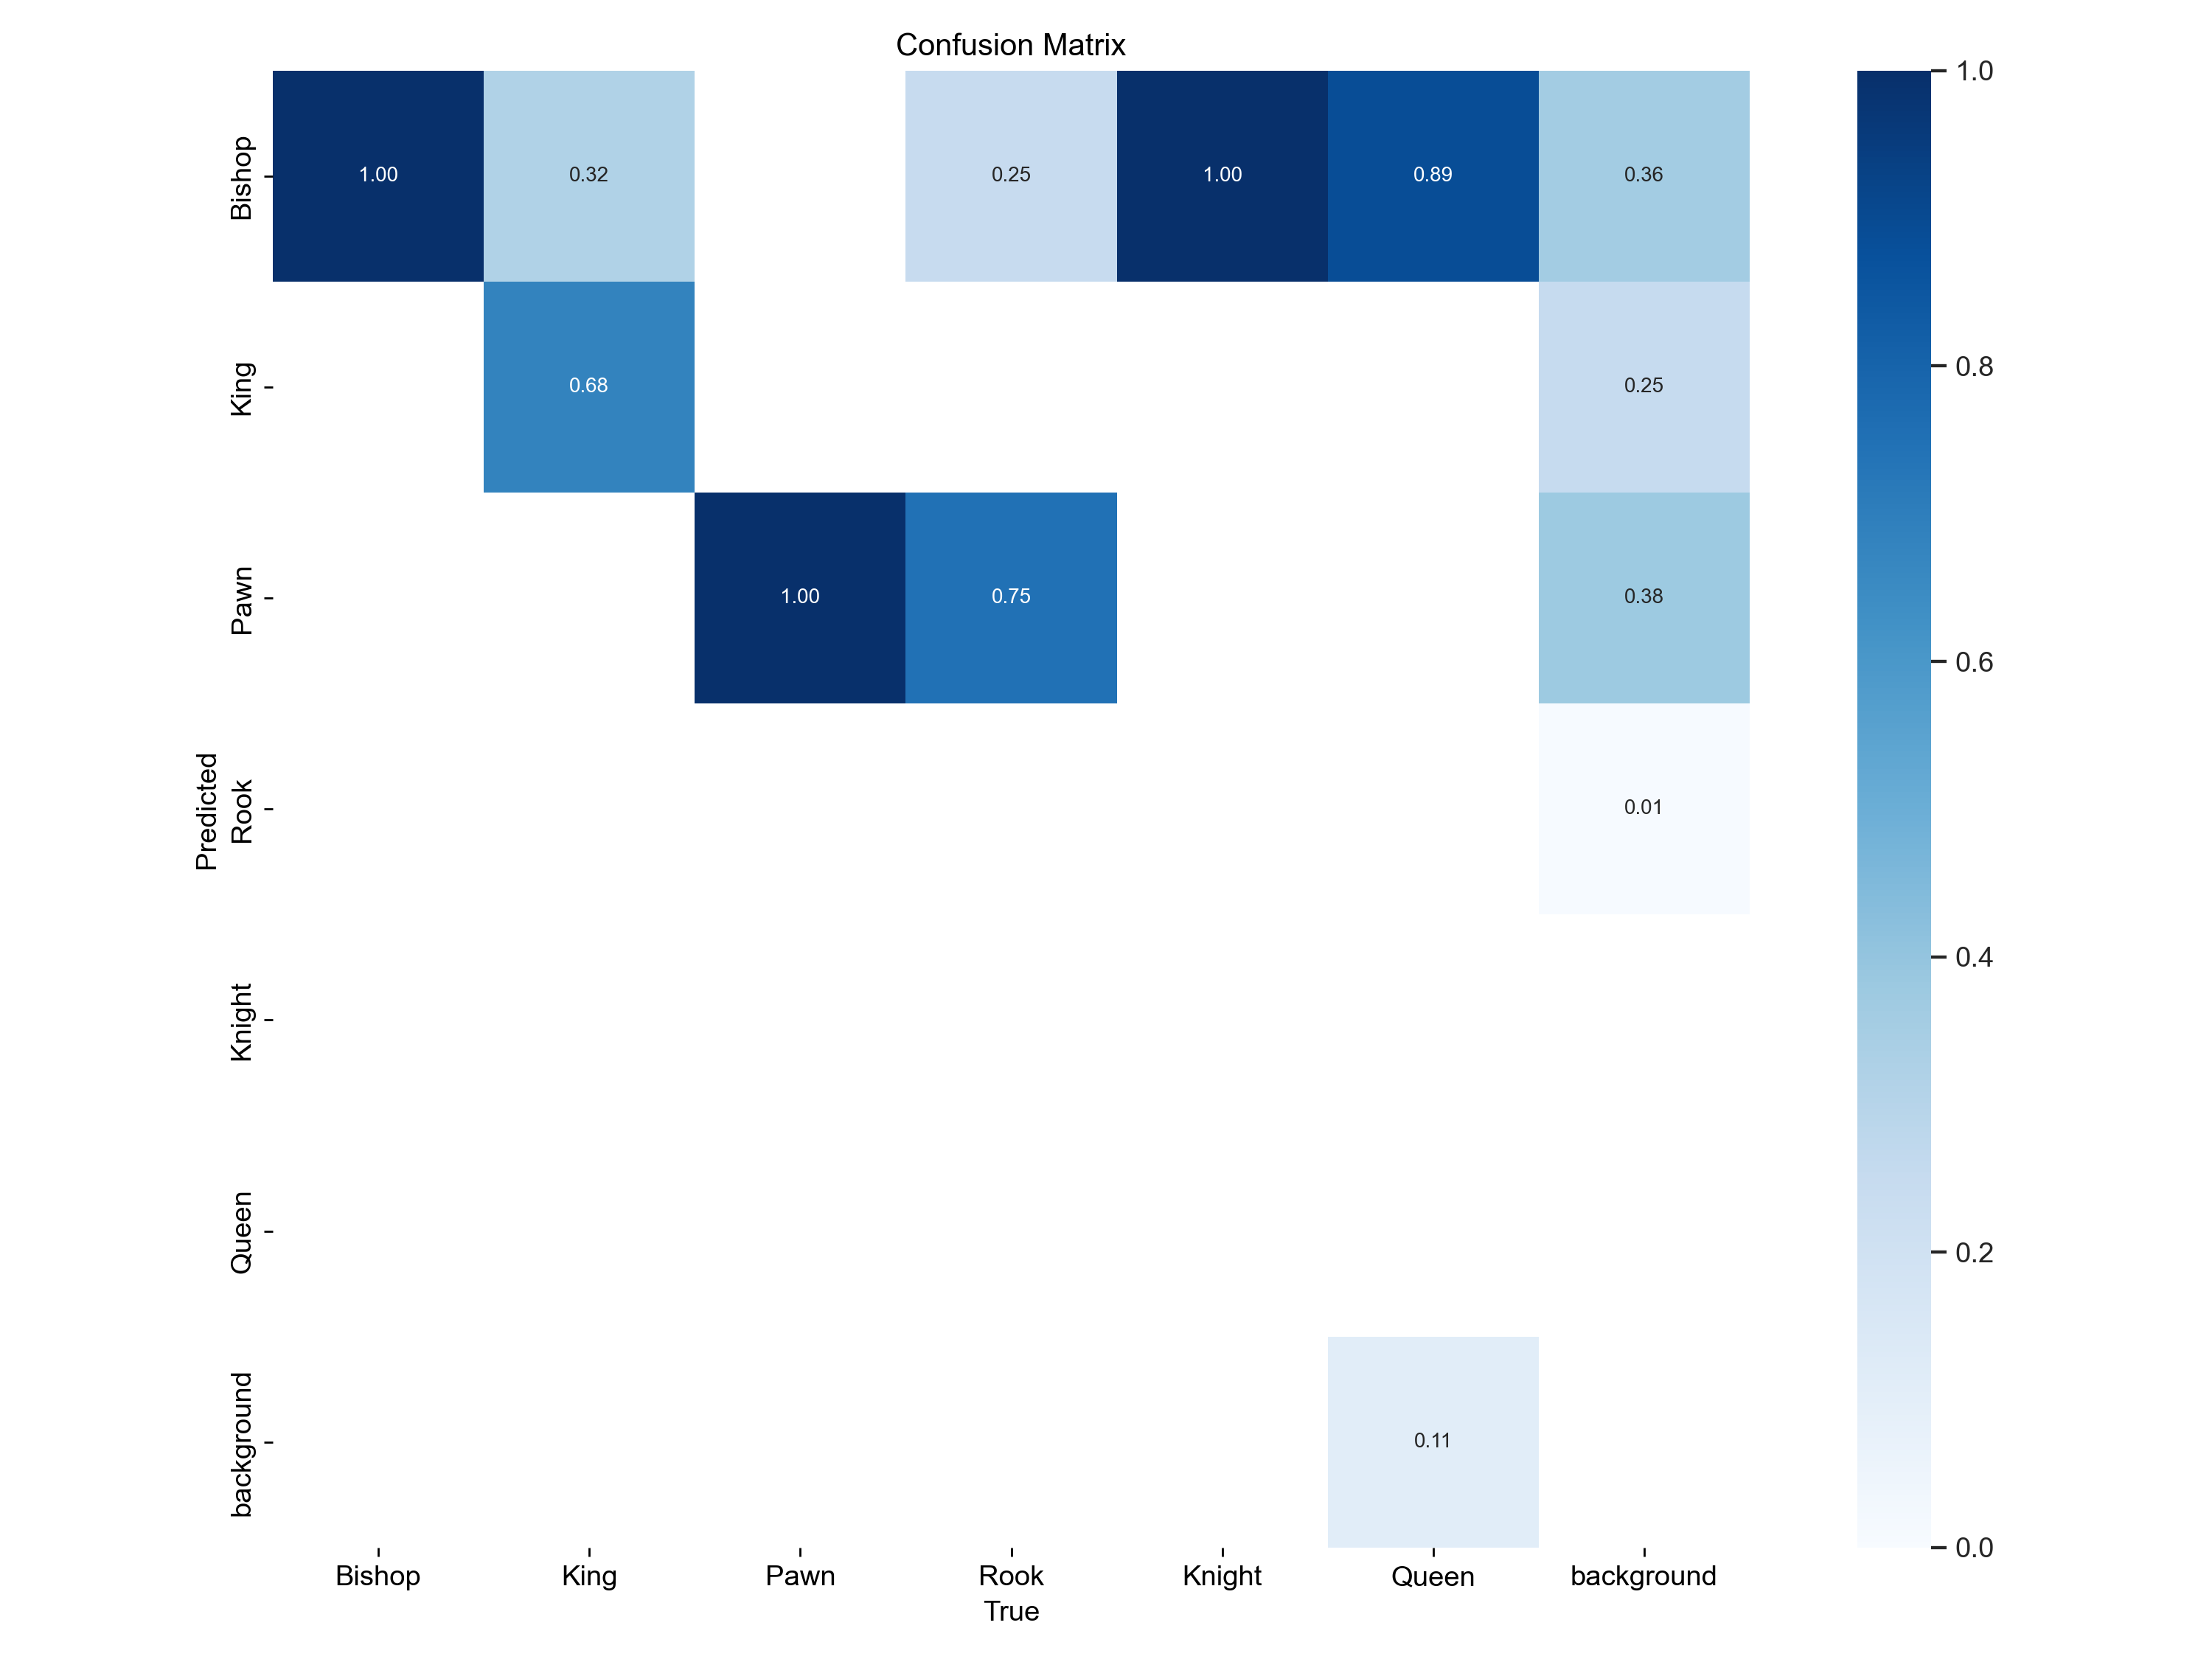 Confusion Matrix
Bishop 1.00 0.32 0.25 1.00 0.89 0.36
King 0.68 0.25
Pawn 1.00 0.75 0.38
Rook 0.01
Knight
Queen
background 0.11
Predicted
Bishop King Pawn Rook Knight Queen background
True
1.0
0.8
0.6
0.4
0.2
0.0